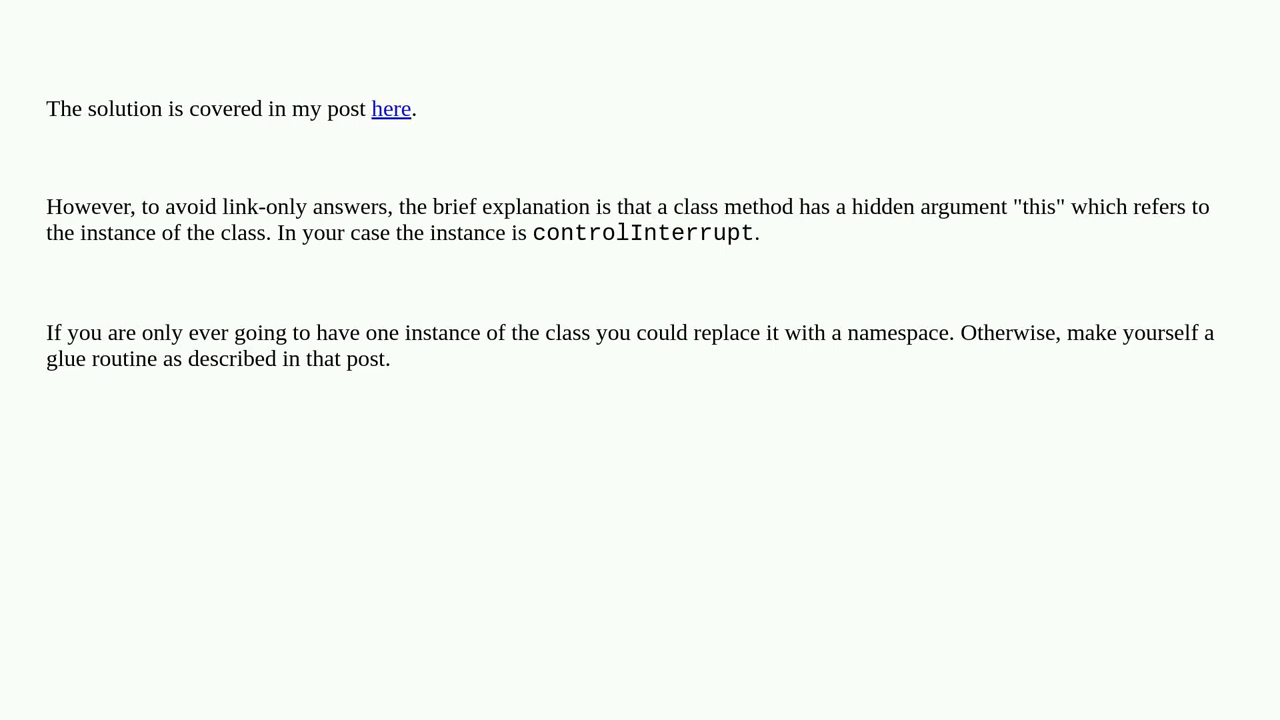 The solution is covered in my post here.
However, to avoid link-only answers, the brief explanation is that a class method has a hidden argument "this" which refers to
the instance of the class. In your case the instance is controlInterrupt.
If you are only ever going to have one instance of the class you could replace it with a namespace. Otherwise, make yourself a
glue routine as described in that post.